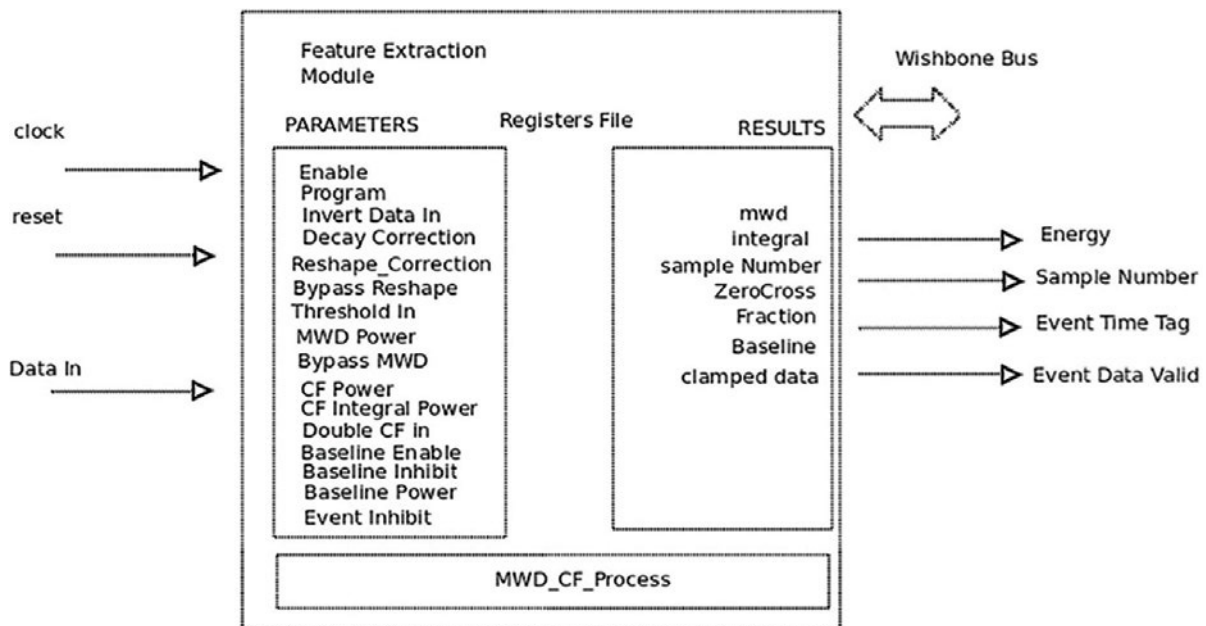 Feature Extraction
Module
Wishbone Bus
clock
reset
Data In
PARAMETERS
Registers File
RESULTS
Enable
Program
Invert Data In
Decay Correction
Reshape_Correction
Bypass Reshape
Threshold In
MWD Power
Bypass MWD
CF Power
CF Integral Power
Double CF in
Baseline Enable
Baseline Inhibit
Baseline Power
Event Inhibit
mwd
integral
sample Number
ZeroCross
Fraction
Baseline
clamped data
Energy
Sample Number
Event Time Tag
Event Data Valid
MWD_CF_Process